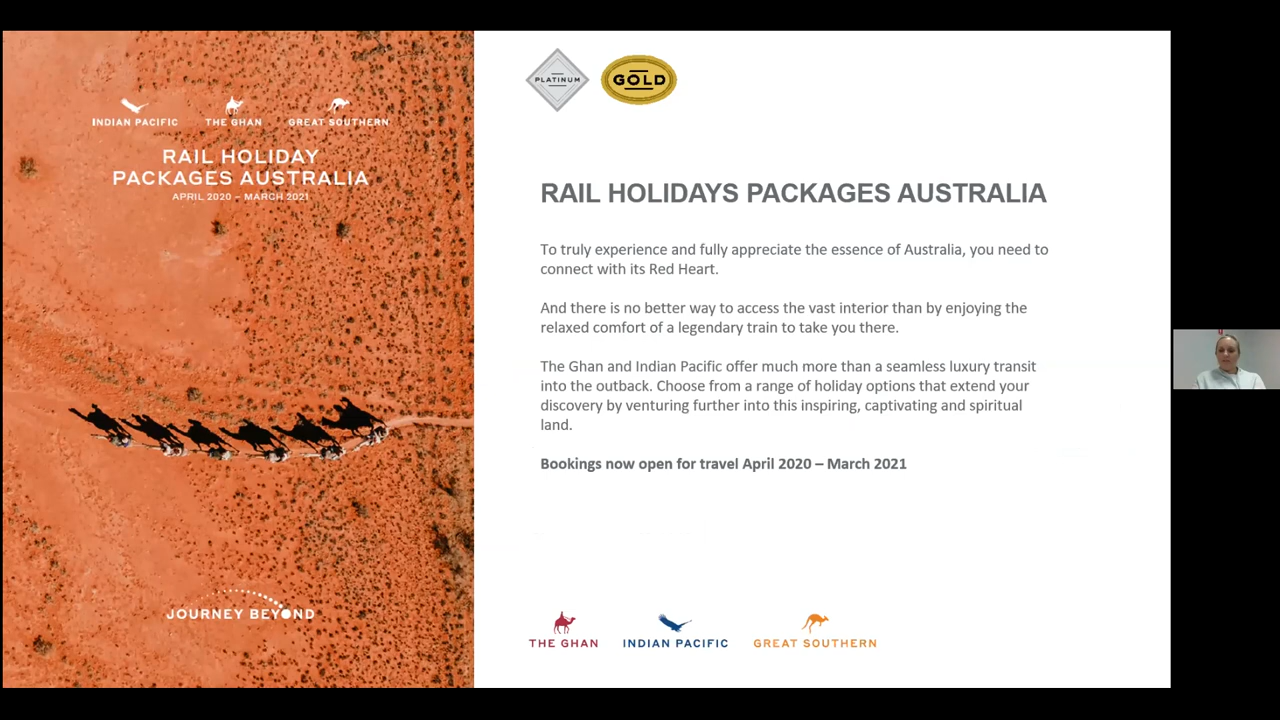 INDIAN PACIFIC
THE GHAN
GREAT SOUTHERN
RAIL HOLIDAY
PACKAGES AUSTRALIA
APRIL 2020 – MARCH 2021
JOURNEY BEYOND
PLATINUM
GOLD
RAIL HOLIDAYS PACKAGES AUSTRALIA
To truly experience and fully appreciate the essence of Australia, you need to
connect with its Red Heart.
And there is no better way to access the vast interior than by enjoying the
relaxed comfort of a legendary train to take you there.
The Ghan and Indian Pacific offer much more than a seamless luxury transit
into the outback. Choose from a range of holiday options that extend your
discovery by venturing further into this inspiring, captivating and spiritual
land.
Bookings now open for travel April 2020 – March 2021
THE GHAN
INDIAN PACIFIC
GREAT SOUTHERN